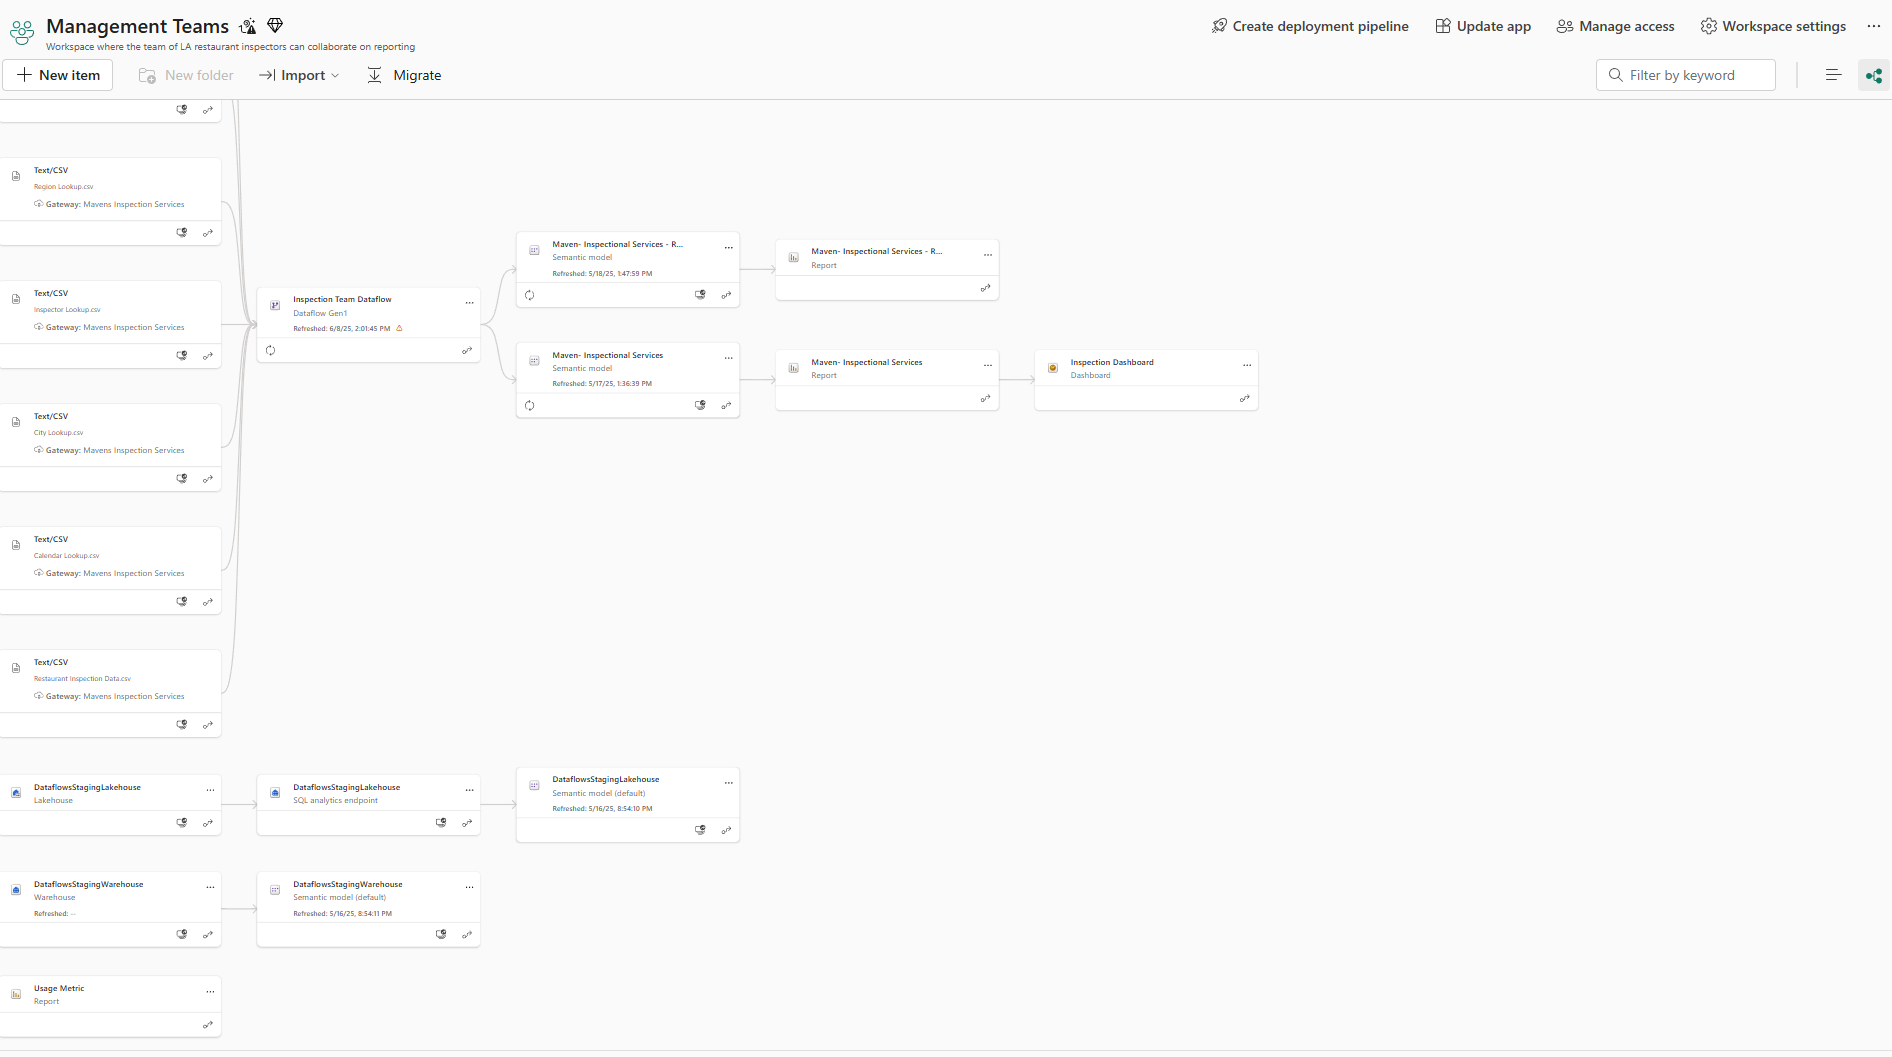 Management Teams
Workspace where the team of LA restaurant inspectors can collaborate on reporting
Create deployment pipeline
Update app
Manage access
Workspace settings
New item
New folder
Import
Migrate
Filter by keyword
Text/CSV
Region Lookup.csv
Gateway: Mavens Inspection Services
Text/CSV
Inspector Lookup.csv
Gateway: Mavens Inspection Services
Text/CSV
City Lookup.csv
Gateway: Mavens Inspection Services
Text/CSV
Calendar Lookup.csv
Gateway: Mavens Inspection Services
Text/CSV
Restaurant Inspection Data.csv
Gateway: Mavens Inspection Services
Inspection Team Dataflow
Dataflow Gen1
Refreshed: 6/8/25, 2:01:45 PM
Maven- Inspectional Services - R...
Semantic model
Refreshed: 5/18/25, 1:47:59 PM
Maven- Inspectional Services - R...
Report
Maven- Inspectional Services
Semantic model
Refreshed: 5/17/25, 1:36:39 PM
Maven- Inspectional Services
Report
Inspection Dashboard
Dashboard
DataflowsStagingLakehouse
Lakehouse
DataflowsStagingLakehouse
SQL analytics endpoint
DataflowsStagingLakehouse
Semantic model (default)
Refreshed: 5/16/25, 8:54:10 PM
DataflowsStagingWarehouse
Warehouse
Refreshed: --
DataflowsStagingWarehouse
Semantic model (default)
Refreshed: 5/16/25, 8:54:11 PM
Usage Metric
Report